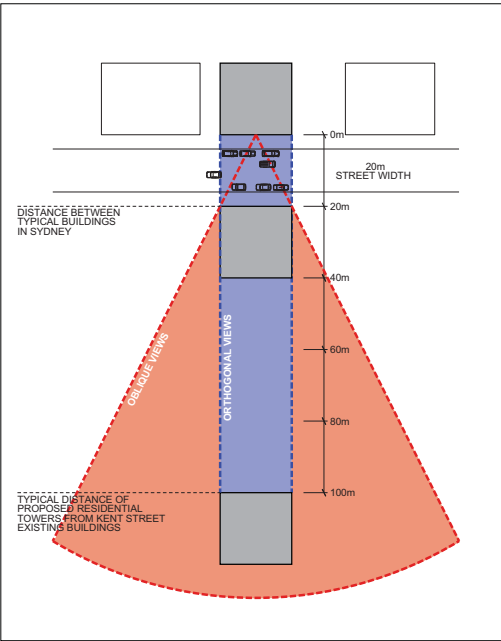 0m
20m
STREET WIDTH
20m
DISTANCE BETWEEN
TYPICAL BUILDINGS
IN SYDNEY
40m
OBLIQUE VIEWS
ORTHOGONAL VIEWS
60m
80m
100m
TYPICAL DISTANCE OF
PROPOSED RESIDENTIAL
TOWERS FROM KENT STREET
EXISTING BUILDINGS